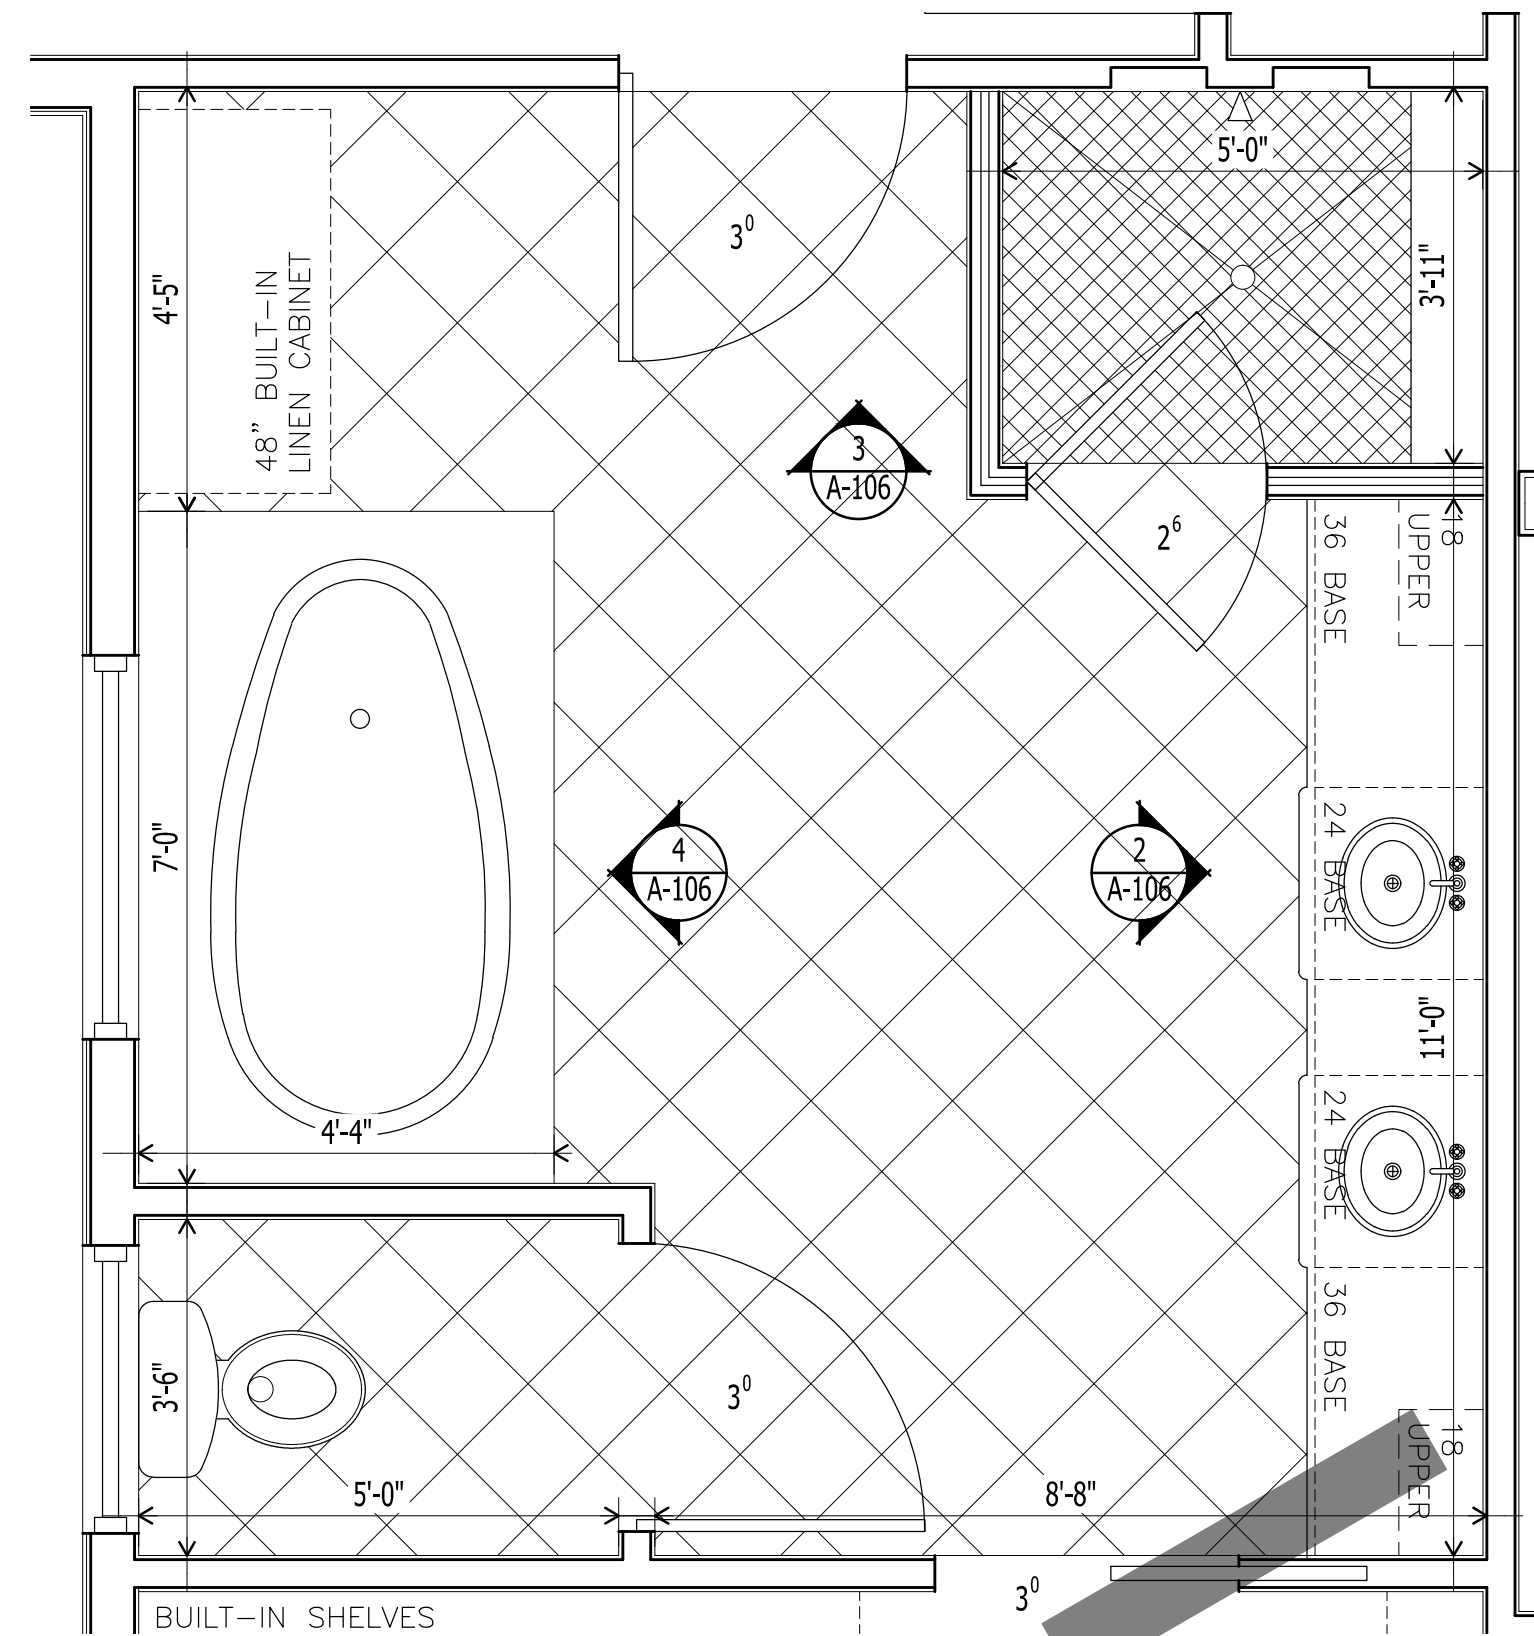 5'-0"
3⁰
4'-5"
48" BUILT-IN
LINEN CABINET
3'-11"
3
A-106
2⁶
36 BASE
18
UPPER
7'-0"
24 BASE
4
A-106
2
A-106
11'-0"
4'-4"
24 BASE
36 BASE
3'-6"
3⁰
18
UPPER
5'-0"
8'-8"
3⁰
BUILT-IN SHELVES